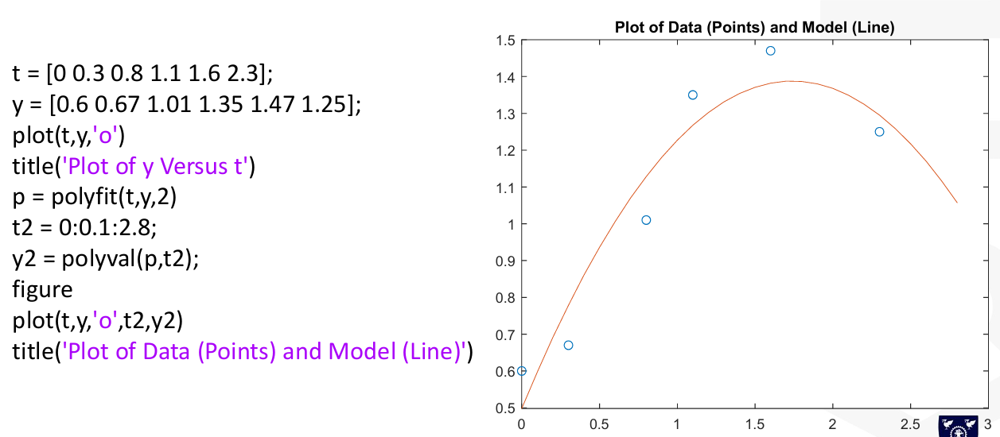 t = [0 0.3 0.8 1.1 1.6 2.3];
y = [0.6 0.67 1.01 1.35 1.47 1.25];
plot(t,y,'o')
title('Plot of y Versus t')
p = polyfit(t,y,2)
t2 = 0:0.1:2.8;
y2 = polyval(p,t2);
figure
plot(t,y,'o',t2,y2)
title('Plot of Data (Points) and Model (Line)')
Plot of Data (Points) and Model (Line)
1.5
1.4
1.3
1.2
1.1
1
0.9
0.8
0.7
0.6
0.5
0 0.5 1 1.5 2 2.5 3